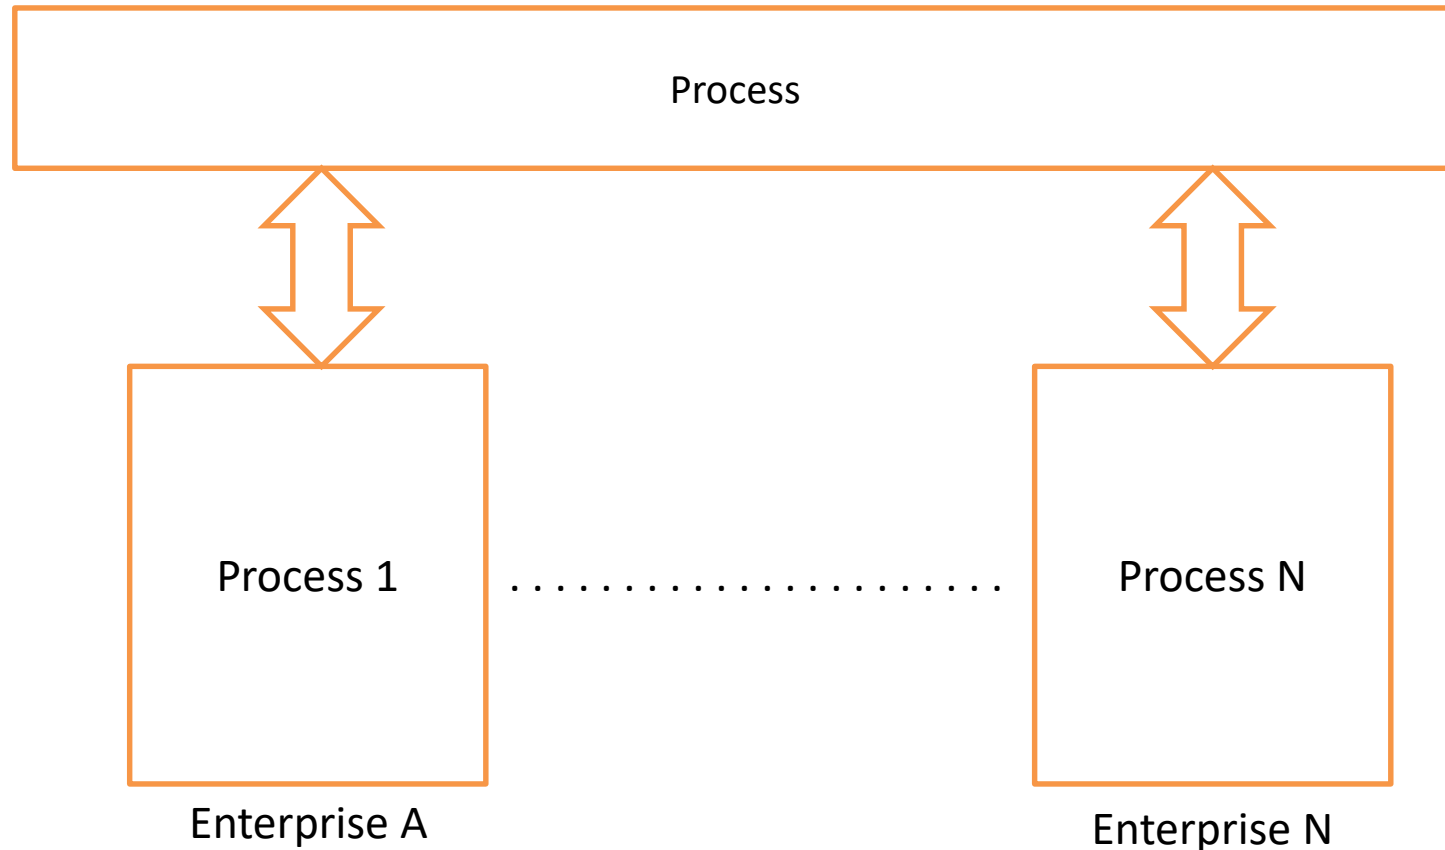 Process
Process 1
. . . . . . . . . . . . . . . . . . . . . .
Process N
Enterprise A
Enterprise N